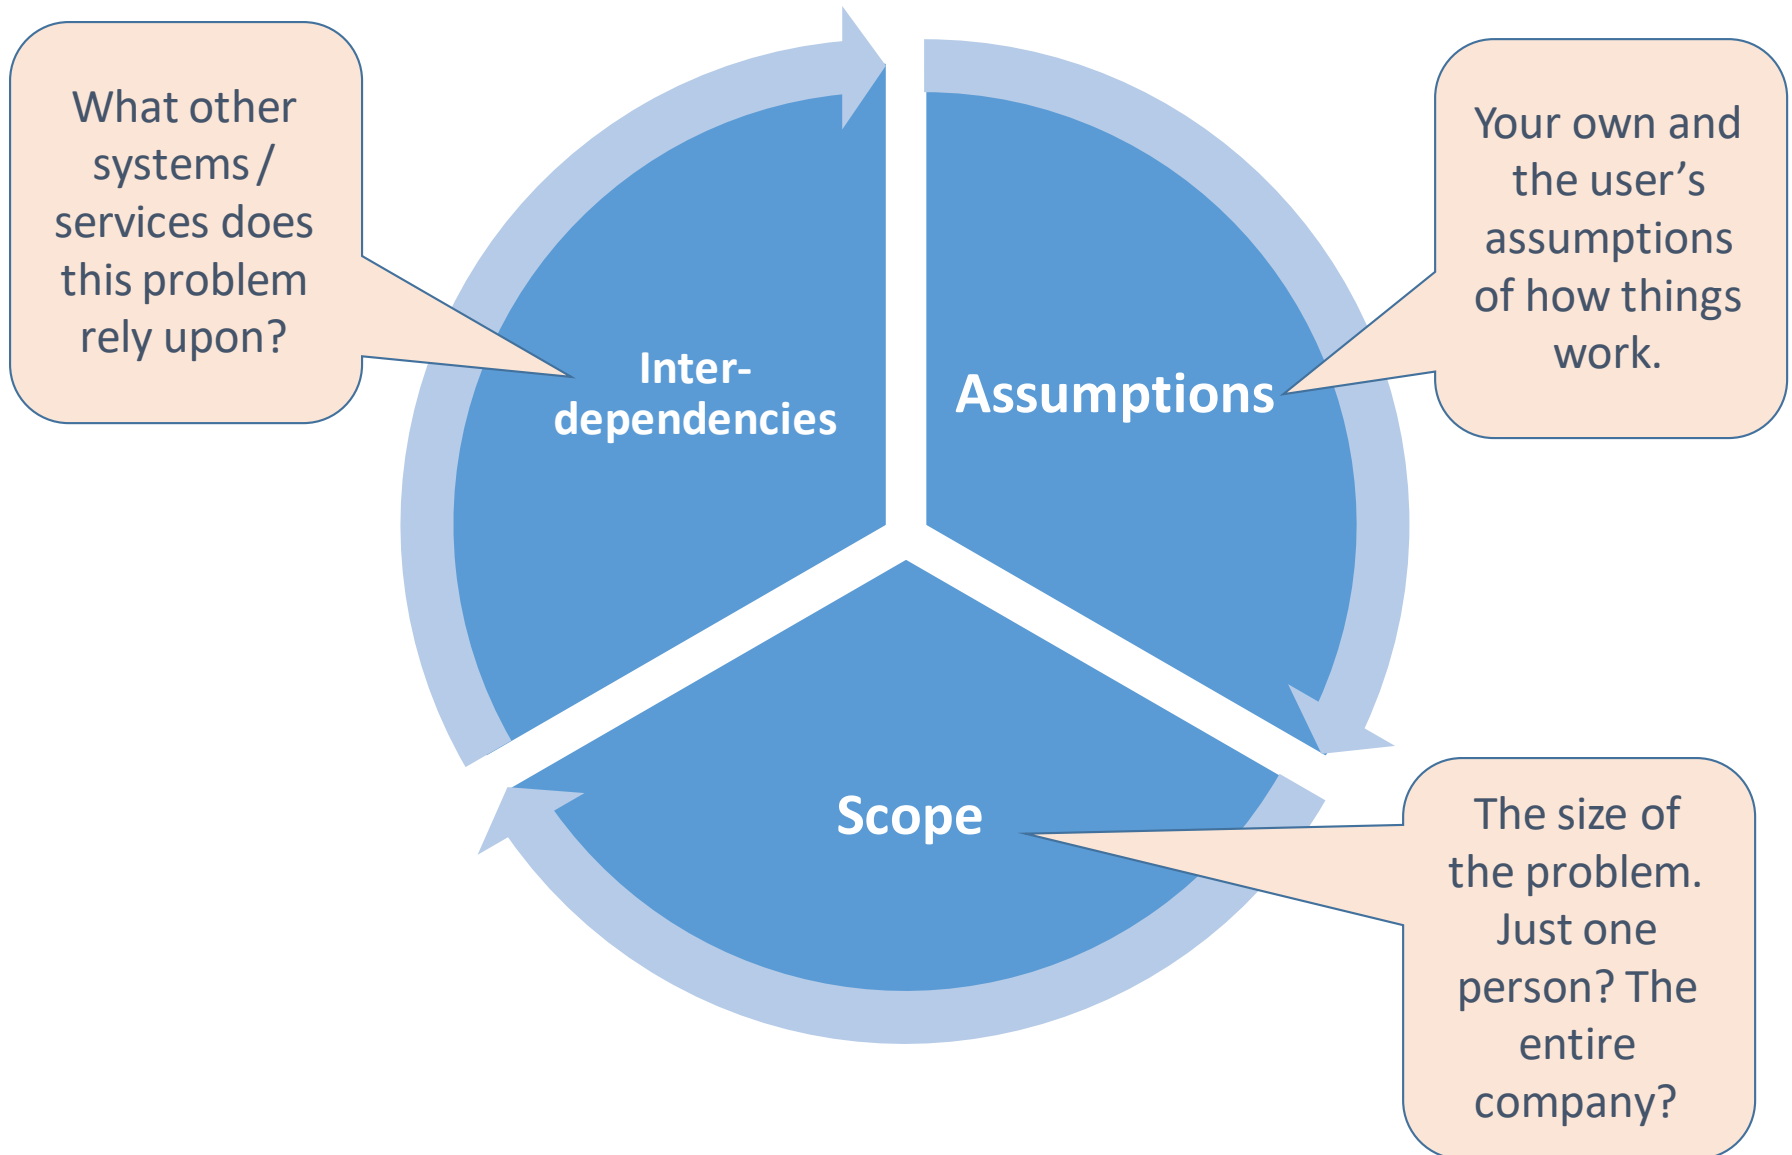 What other
systems /
services does
this problem
rely upon?
Inter-
dependencies
Assumptions
Your own and
the user’s
assumptions
of how things
work.
Scope
The size of
the problem.
Just one
person? The
entire
company?